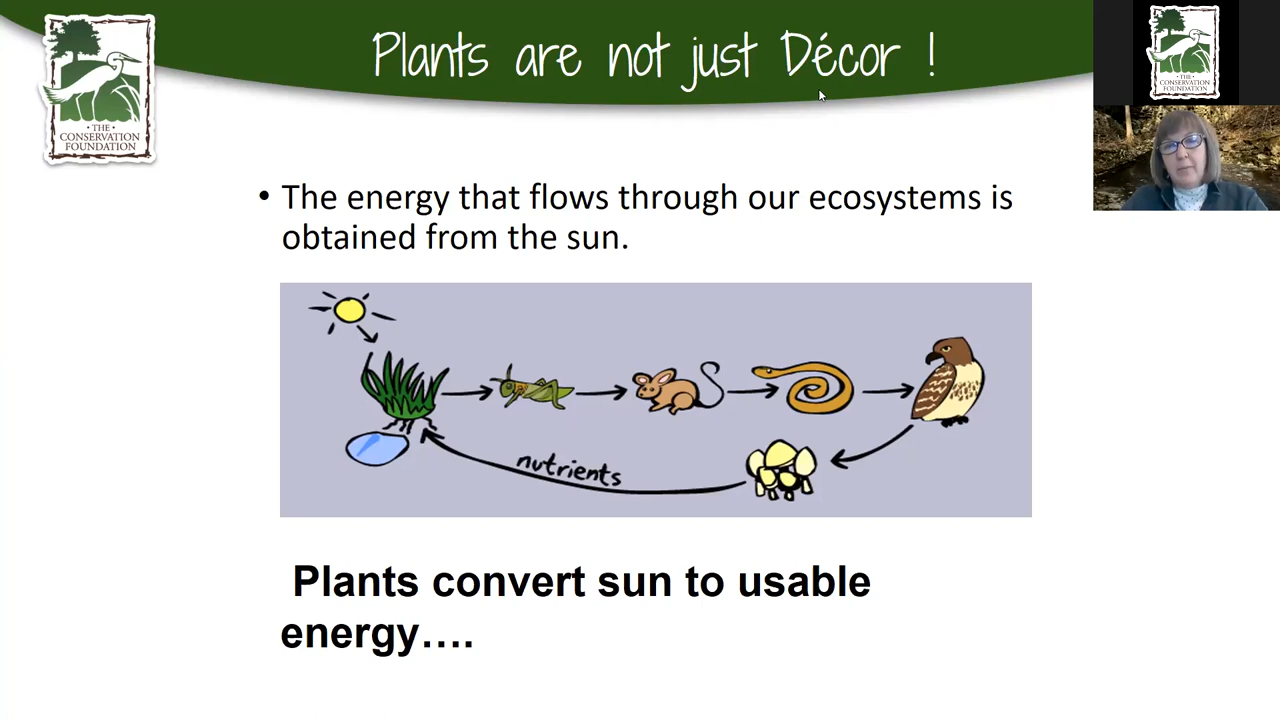 Plants are not just Décor !
• THE •
CONSERVATION
FOUNDATION
• THE •
CONSERVATION
FOUNDATION
• The energy that flows through our ecosystems is
obtained from the sun.
nutrients
Plants convert sun to usable
energy….